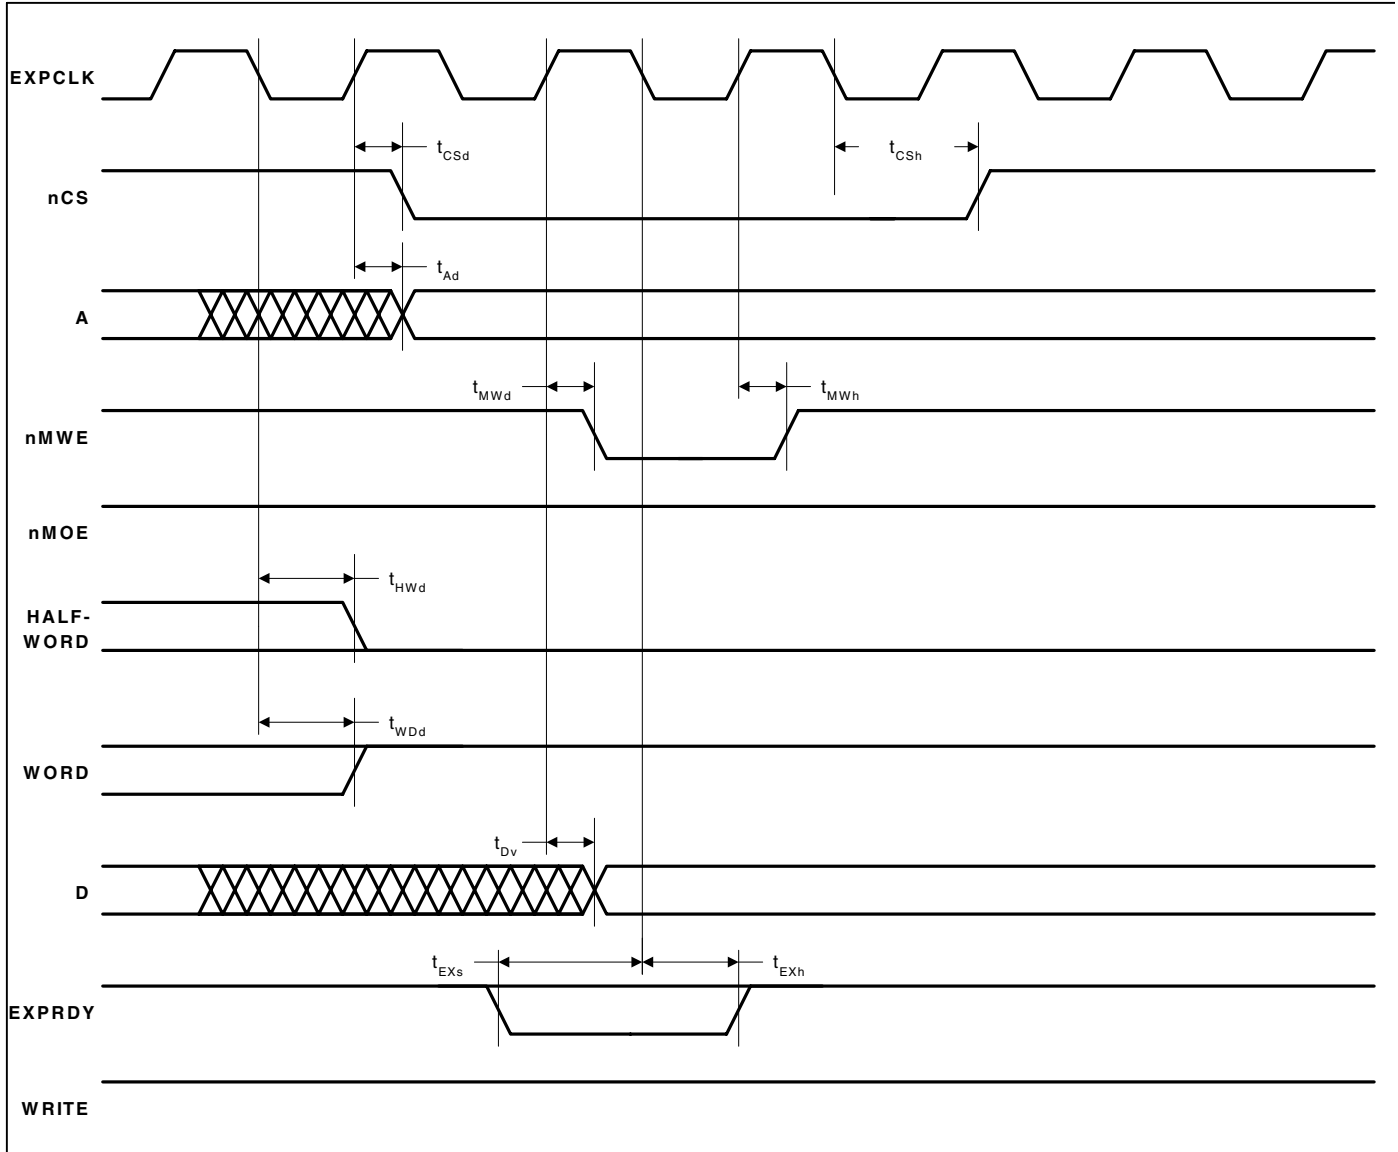 EXPCLK
t_CSd
t_CSh
nCS
t_Ad
A
t_MWd
t_MWh
nMWE
nMOE
t_HWd
HALF-
WORD
t_WDd
WORD
t_Dv
D
t_EXs
t_EXh
EXPRDY
WRITE